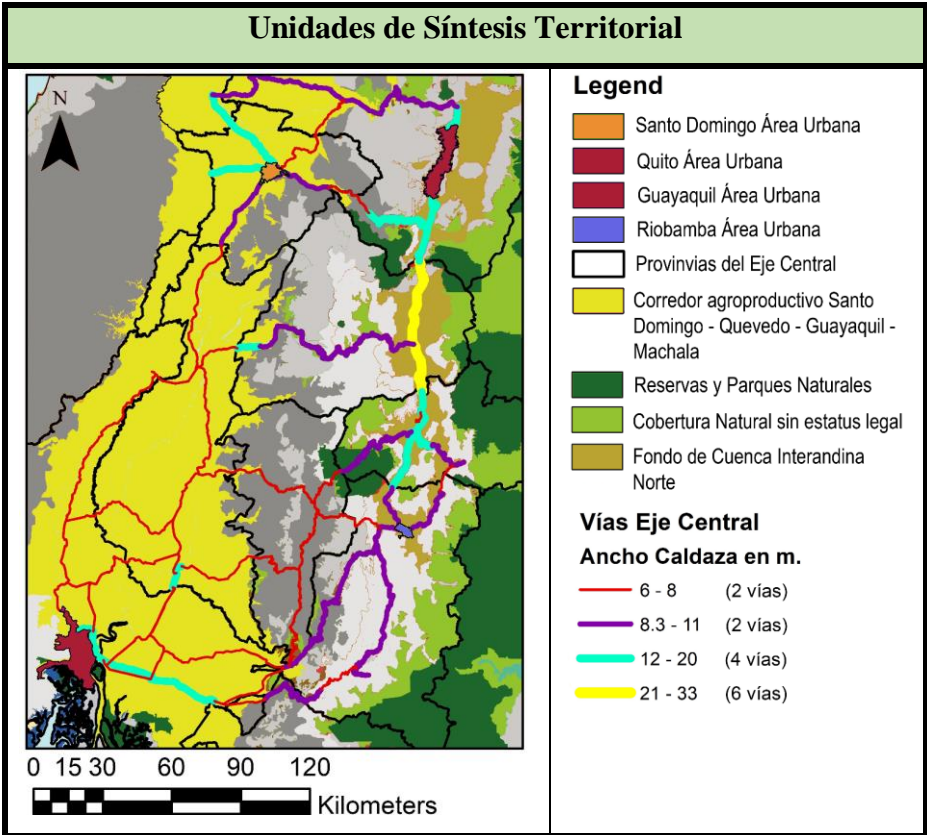 Unidades de Síntesis Territorial
N
0 15 30 60 90 120
Kilometers
Legend
Santo Domingo Área Urbana
Quito Área Urbana
Guayaquil Área Urbana
Riobamba Área Urbana
Provinvias del Eje Central
Corredor agroproductivo Santo
Domingo - Quevedo - Guayaquil -
Machala
Reservas y Parques Naturales
Cobertura Natural sin estatus legal
Fondo de Cuenca Interandina
Norte
Vías Eje Central
Ancho Caldaza en m.
6 - 8 (2 vías)
8.3 - 11 (2 vías)
12 - 20 (4 vías)
21 - 33 (6 vías)